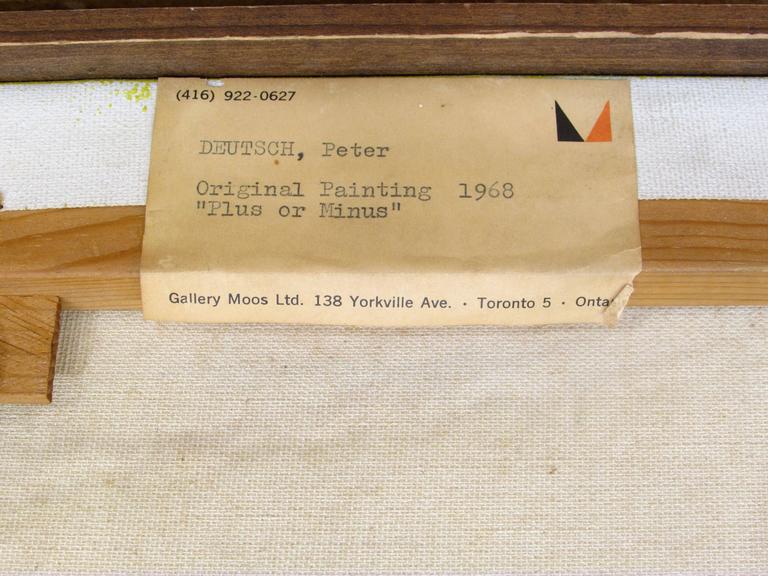 (416) 922-0627
DEUTSCH, Peter
Original Painting 1968
"Plus or Minus"
Gallery Moos Ltd. 138 Yorkville Ave. · Toronto 5 · Onta